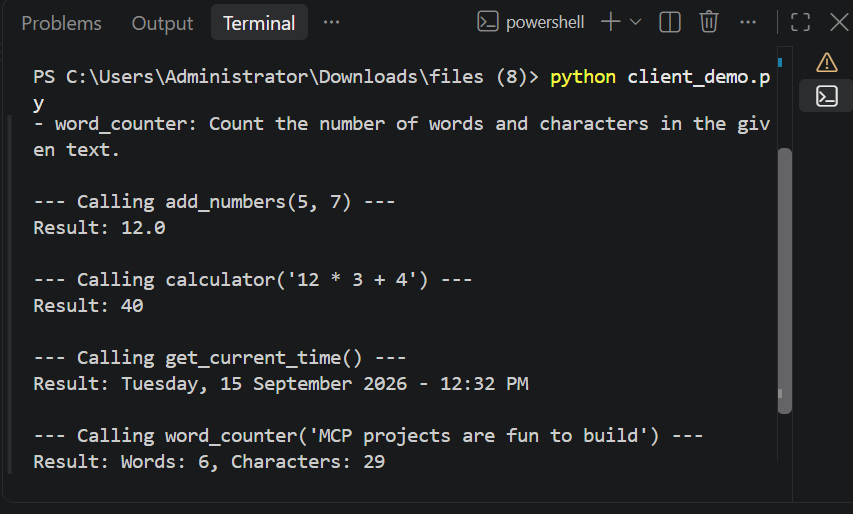 Problems Output Terminal ··· powershell
PS C:\Users\Administrator\Downloads\files (8)> python client_demo.p
y
- word_counter: Count the number of words and characters in the giv
en text.
--- Calling add_numbers(5, 7) ---
Result: 12.0
--- Calling calculator('12 * 3 + 4') ---
Result: 40
--- Calling get_current_time() ---
Result: Tuesday, 15 September 2026 - 12:32 PM
--- Calling word_counter('MCP projects are fun to build') ---
Result: Words: 6, Characters: 29